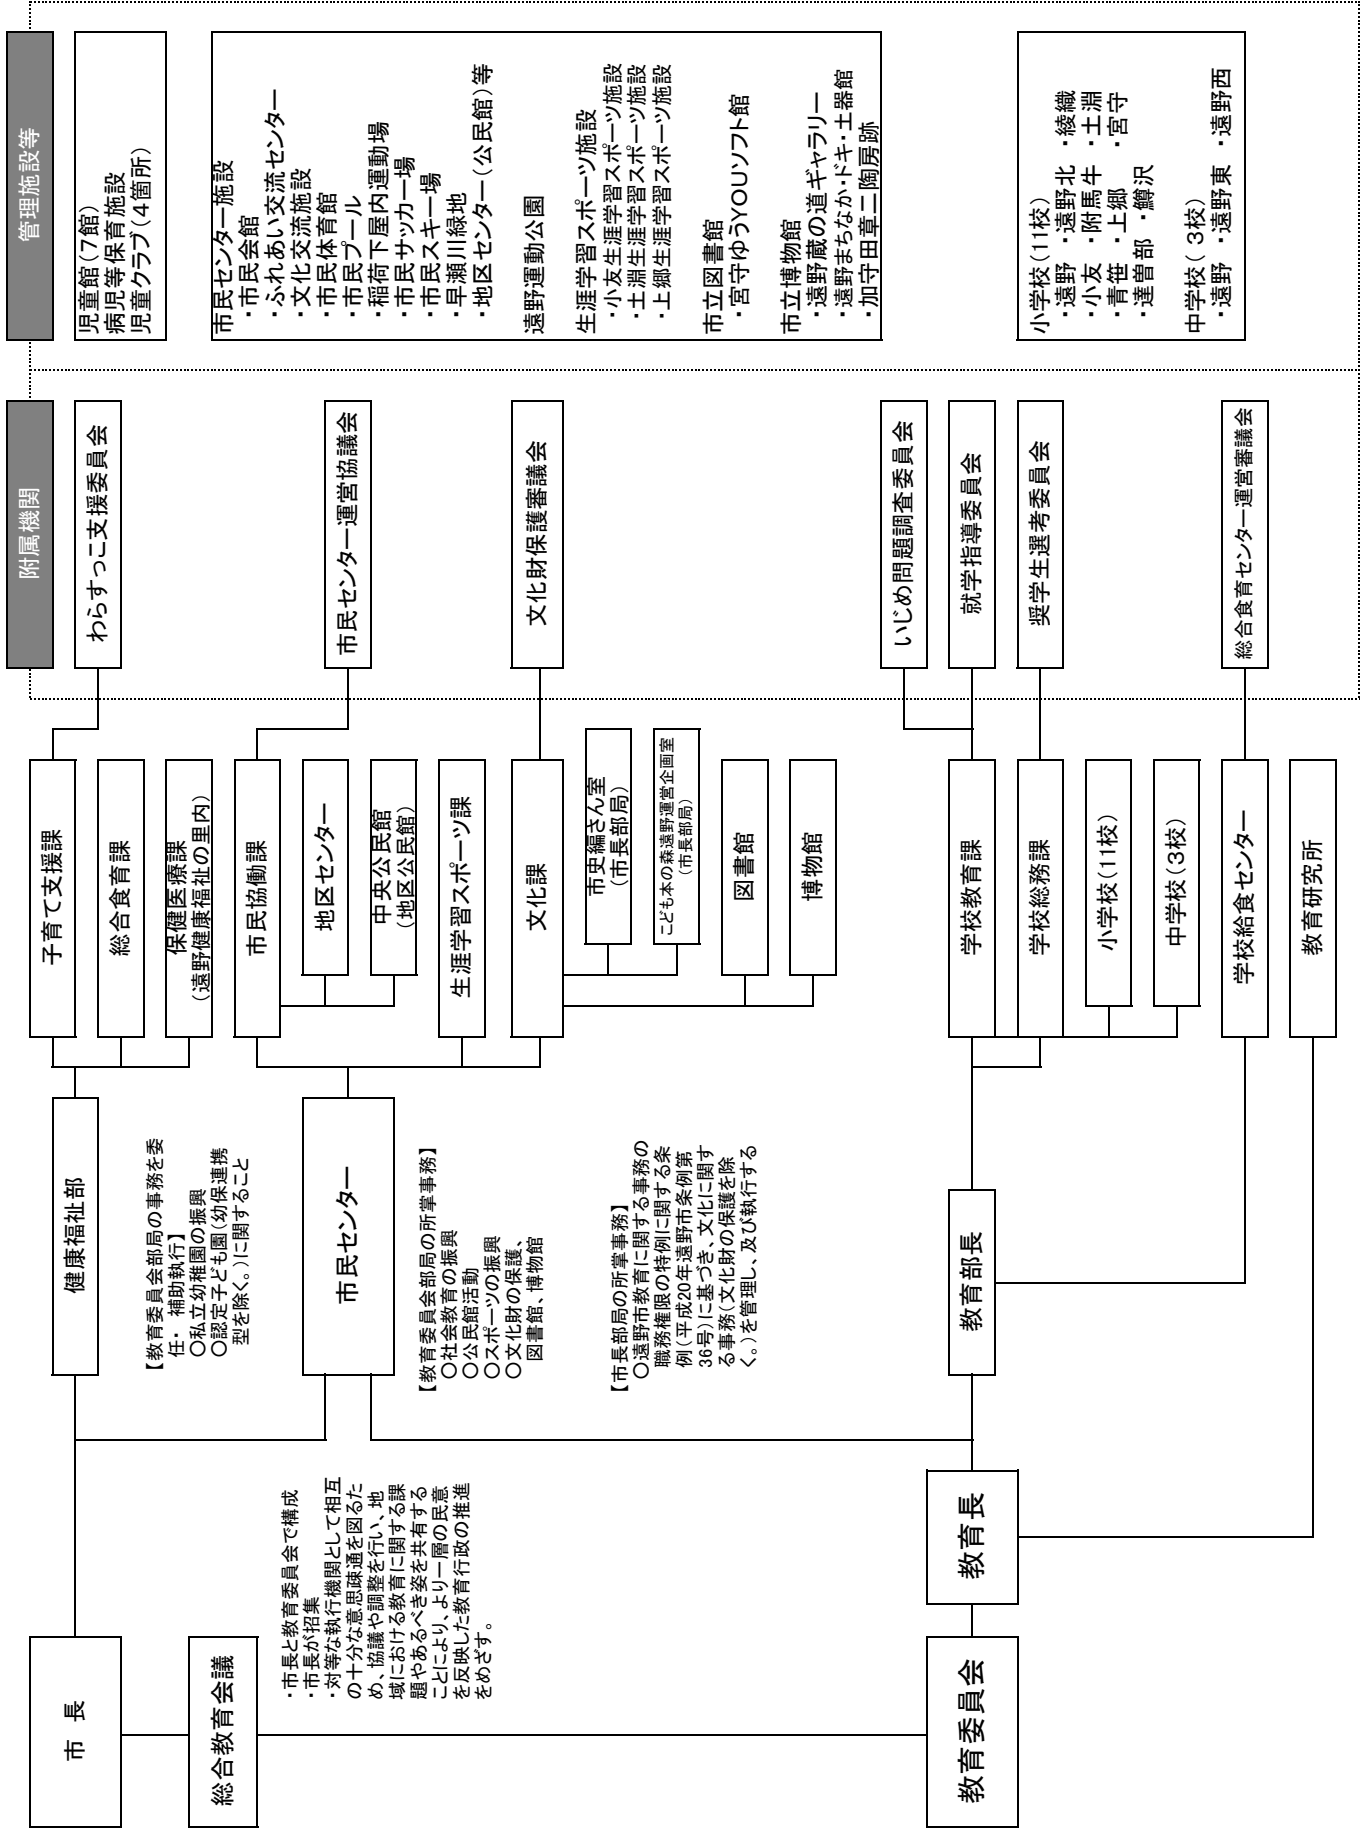 市　長
総合教育会議
・市長と教育委員会で構成
・市長が招集
・対等な執行機関として相互
の十分な意思疎通を図るた
め、協議や調整を行い、地
域における教育に関する課
題やあるべき姿を共有する
ことにより、より一層の民意
を反映した教育行政の推進
をめざす。
教育委員会
教育長
健康福祉部
【教育委員会部局の事務を委
任・ 補助執行】
○私立幼稚園の振興
○認定子ども園(幼保連携
型を除く。)に関すること
市民センター
【教育委員会部局の所掌事務】
○社会教育の振興
○公民館活動
○スポーツの振興
○文化財の保護、
図書館、博物館
【市長部局の所掌事務】
○遠野市教育に関する事務の
職務権限の特例に関する条
例(平成20年遠野市条例第
36号)に基づき、文化に関す
る事務(文化財の保護を除
く。)を管理し、及び執行する
教育部長
子育て支援課
総合食育課
保健医療課
(遠野健康福祉の里内)
市民協働課
地区センター
中央公民館
(地区公民館)
生涯学習スポーツ課
文化課
市史編さん室
(市長部局)
こども本の森遠野運営企画室
(市長部局)
図書館
博物館
学校教育課
学校総務課
小学校(11校)
中学校(3校)
学校給食センター
教育研究所
附属機関
わらすっこ支援委員会
市民センター運営協議会
文化財保護審議会
いじめ問題調査委員会
就学指導委員会
奨学生選考委員会
総合食育センター運営審議会
管理施設等
児童館(7館)
病児等保育施設
児童クラブ(4箇所)
市民センター施設
・市民会館
・ふれあい交流センター
・文化交流施設
・市民体育館
・市民プール
・稲荷下屋内運動場
・市民サッカー場
・市民スキー場
・早瀬川緑地
・地区センター(公民館)等
遠野運動公園
生涯学習スポーツ施設
・小友生涯学習スポーツ施設
・土淵生涯学習スポーツ施設
・上郷生涯学習スポーツ施設
市立図書館
・宮守ゆうYOUソフト館
市立博物館
・遠野蔵の道ギャラリー
・遠野まちなか・ドキ・土器館
・加守田章二陶房跡
小学校(11校)
・遠野 ・遠野北 ・綾織
・小友 ・附馬牛 ・土淵
・青笹 ・上郷 ・宮守
・達曽部 ・鱒沢
中学校( 3校)
・遠野 ・遠野東 ・遠野西